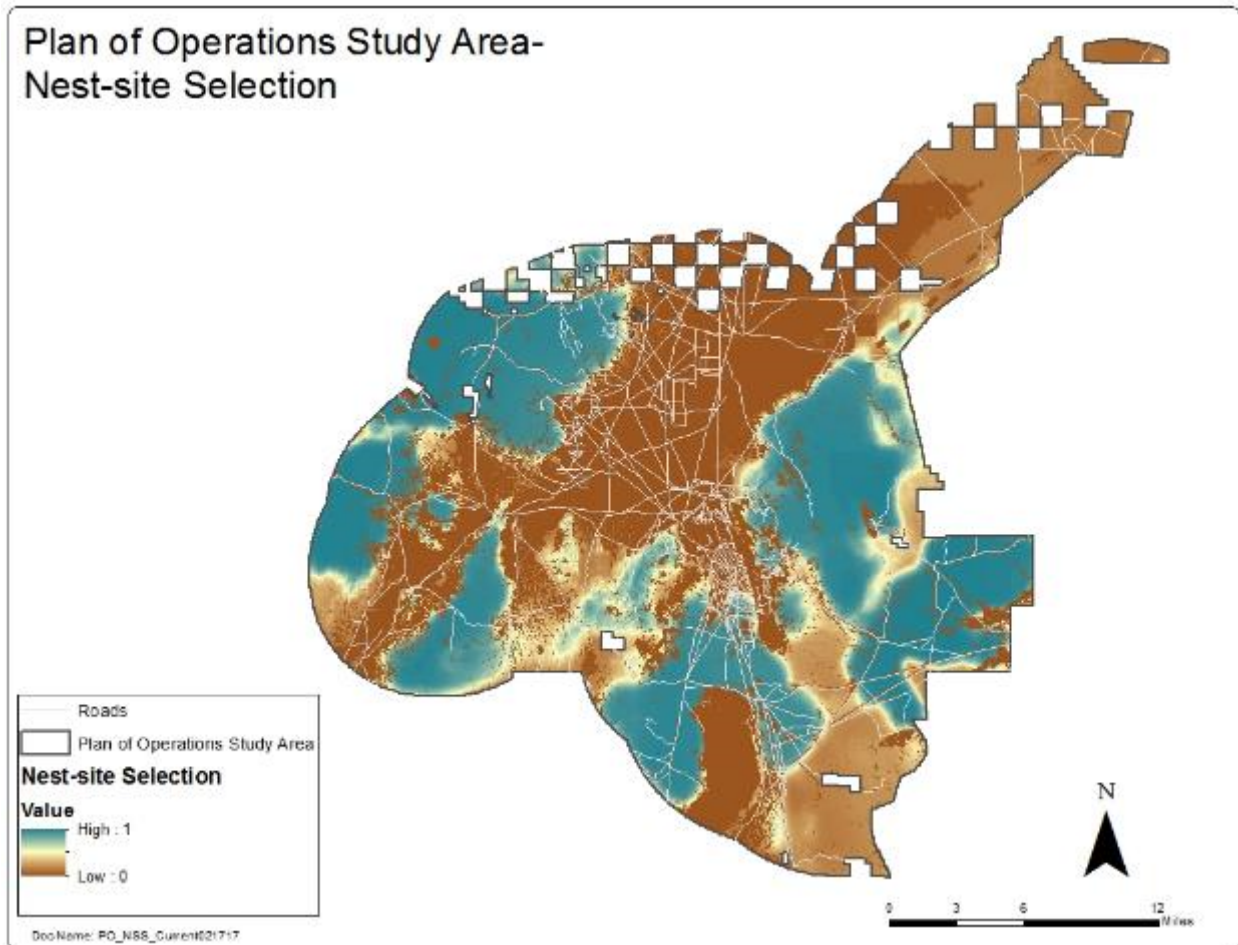 Plan of Operations Study Area-
Nest-site Selection
Roads
Plan of Operations Study Area
Nest-site Selection
Value
High : 1
Low : 0
N
0 3 6 12
Miles
Doc Name: PO_NSS_Current021717